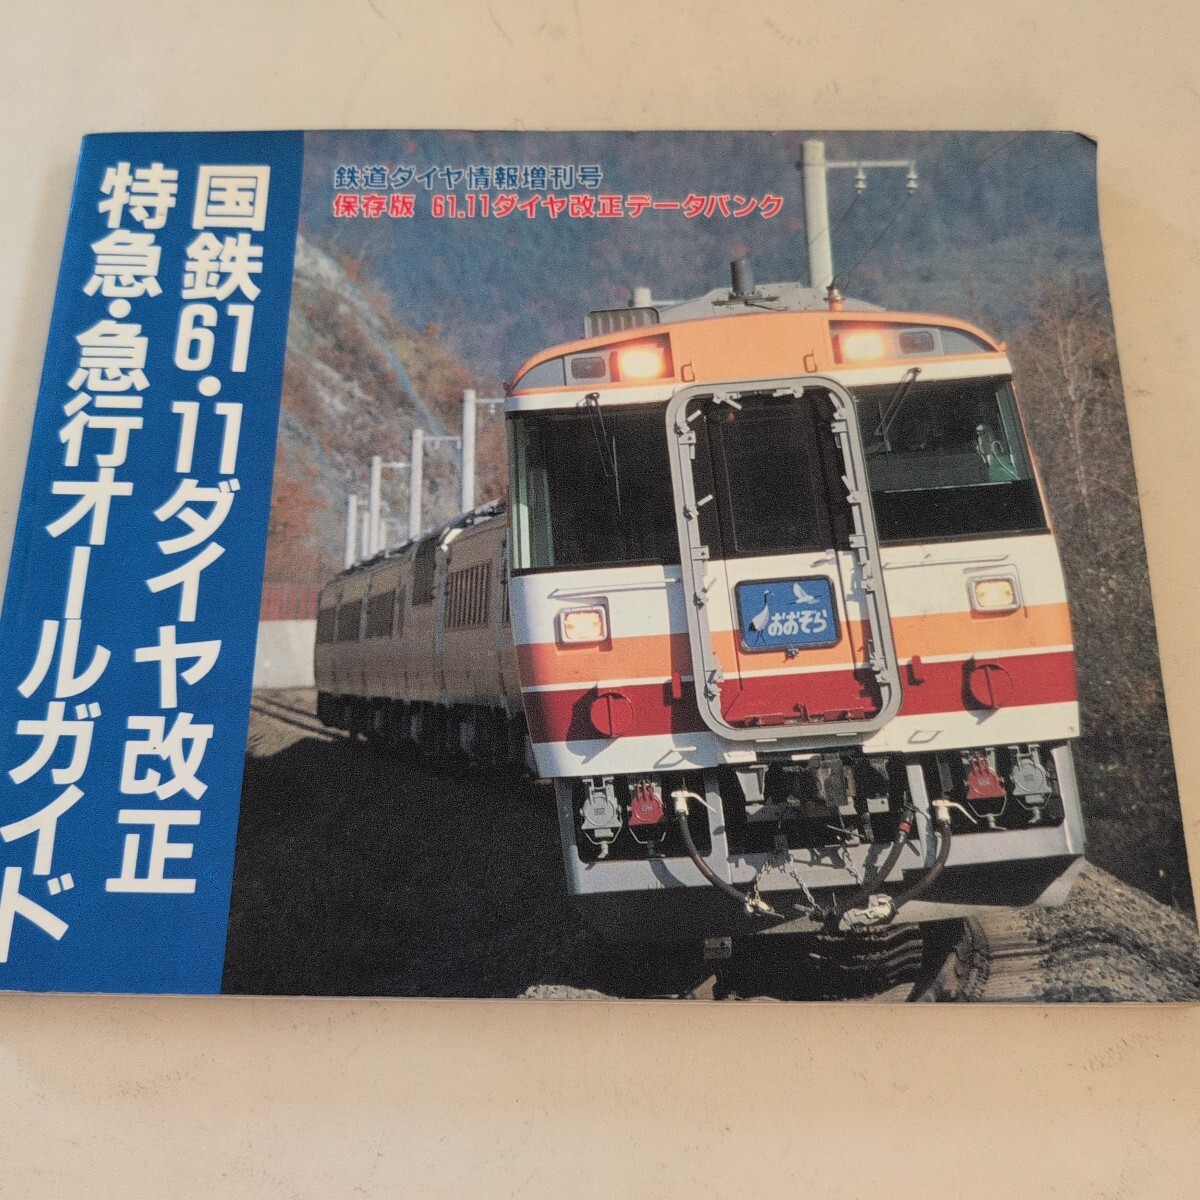 国鉄61・11ダイヤ改正
特急・急行オールガイド
鉄道ダイヤ情報増刊号
保存版 61.11ダイヤ改正データバンク
おおぞら